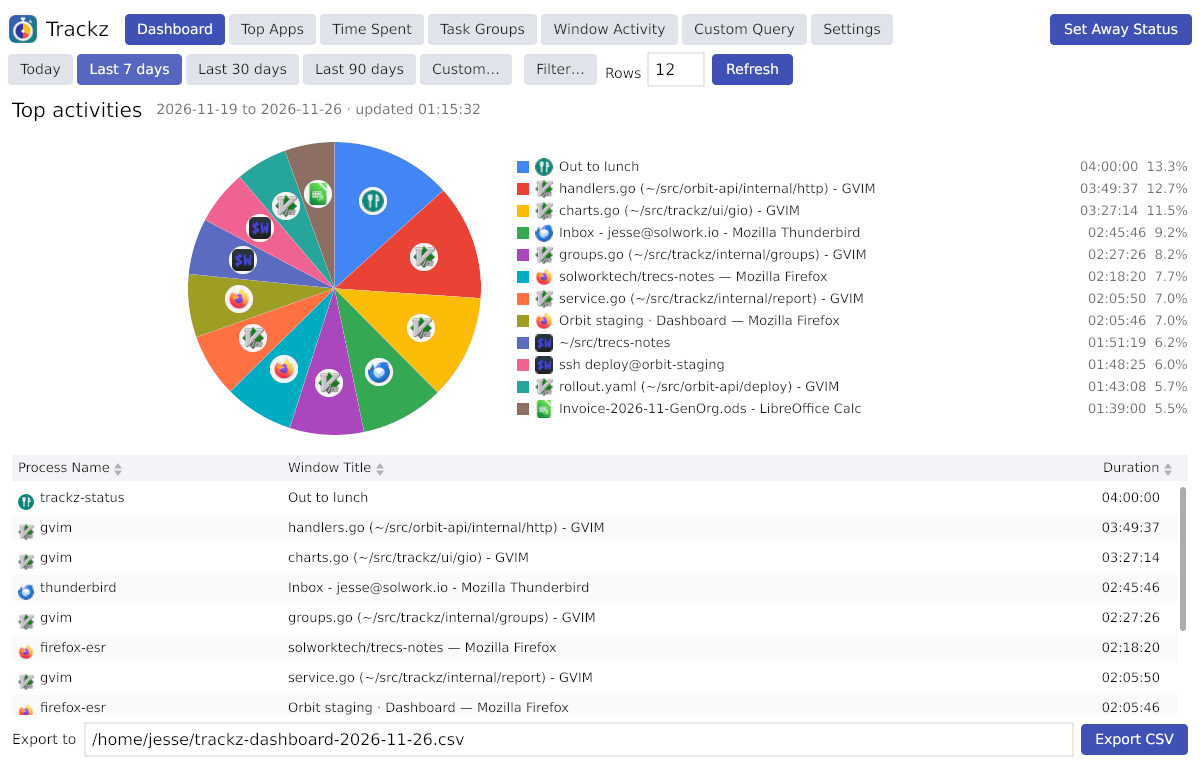 Trackz Dashboard Top Apps Time Spent Task Groups Window Activity Custom Query Settings Set Away Status
Today Last 7 days Last 30 days Last 90 days Custom... Filter... Rows 12 Refresh
Top activities 2026-11-19 to 2026-11-26 · updated 01:15:32
Out to lunch 04:00:00 13.3%
handlers.go (~/src/orbit-api/internal/http) - GVIM 03:49:37 12.7%
charts.go (~/src/trackz/ui/gio) - GVIM 03:27:14 11.5%
Inbox - jesse@solwork.io - Mozilla Thunderbird 02:45:46 9.2%
groups.go (~/src/trackz/internal/groups) - GVIM 02:27:26 8.2%
solworktech/trecs-notes — Mozilla Firefox 02:18:20 7.7%
service.go (~/src/trackz/internal/report) - GVIM 02:05:50 7.0%
Orbit staging · Dashboard — Mozilla Firefox 02:05:46 7.0%
~/src/trecs-notes 01:51:19 6.2%
ssh deploy@orbit-staging 01:48:25 6.0%
rollout.yaml (~/src/orbit-api/deploy) - GVIM 01:43:08 5.7%
Invoice-2026-11-GenOrg.ods - LibreOffice Calc 01:39:00 5.5%
Process Name Window Title Duration
trackz-status Out to lunch 04:00:00
gvim handlers.go (~/src/orbit-api/internal/http) - GVIM 03:49:37
gvim charts.go (~/src/trackz/ui/gio) - GVIM 03:27:14
thunderbird Inbox - jesse@solwork.io - Mozilla Thunderbird 02:45:46
gvim groups.go (~/src/trackz/internal/groups) - GVIM 02:27:26
firefox-esr solworktech/trecs-notes — Mozilla Firefox 02:18:20
gvim service.go (~/src/trackz/internal/report) - GVIM 02:05:50
firefox-esr Orbit staging · Dashboard — Mozilla Firefox 02:05:46
Export to /home/jesse/trackz-dashboard-2026-11-26.csv Export CSV